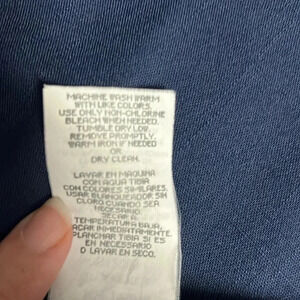 MACHINE WASH WARM
WITH LIKE COLORS.
USE ONLY NON-CHLORINE
BLEACH WHEN NEEDED.
TUMBLE DRY LOW.
REMOVE PROMPTLY.
WARM IRON IF NEEDED
OR
DRY CLEAN.
LAVAR EN MAQUINA
CON AGUA TIBIA
CON COLORES SIMILARES.
USAR BLANQUEADOR SIN
CLORO CUANDO SEA
NECESARIO.
SECAR A
TEMPERATURA BAJA,
SACAR IMMEDIATAMENTE.
PLANCHAR TIBIA SI ES
EN NECESARIO
O LAVAR EN SECO.